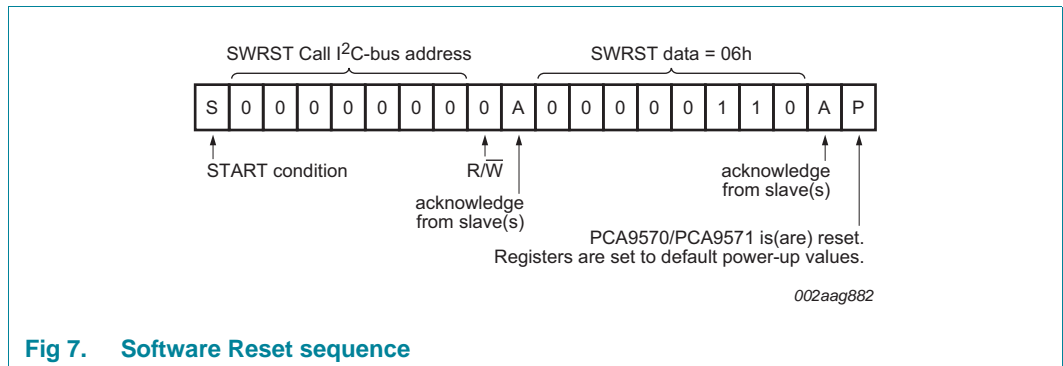 SWRST Call I2C-bus address SWRST data = 06h
S 0 0 0 0 0 0 0 0 A 0 0 0 0 0 1 1 0 A P
START condition R/W̅ acknowledge from slave(s)
acknowledge from slave(s)
PCA9570/PCA9571 is(are) reset.
Registers are set to default power-up values.
002aag882
Fig 7. Software Reset sequence